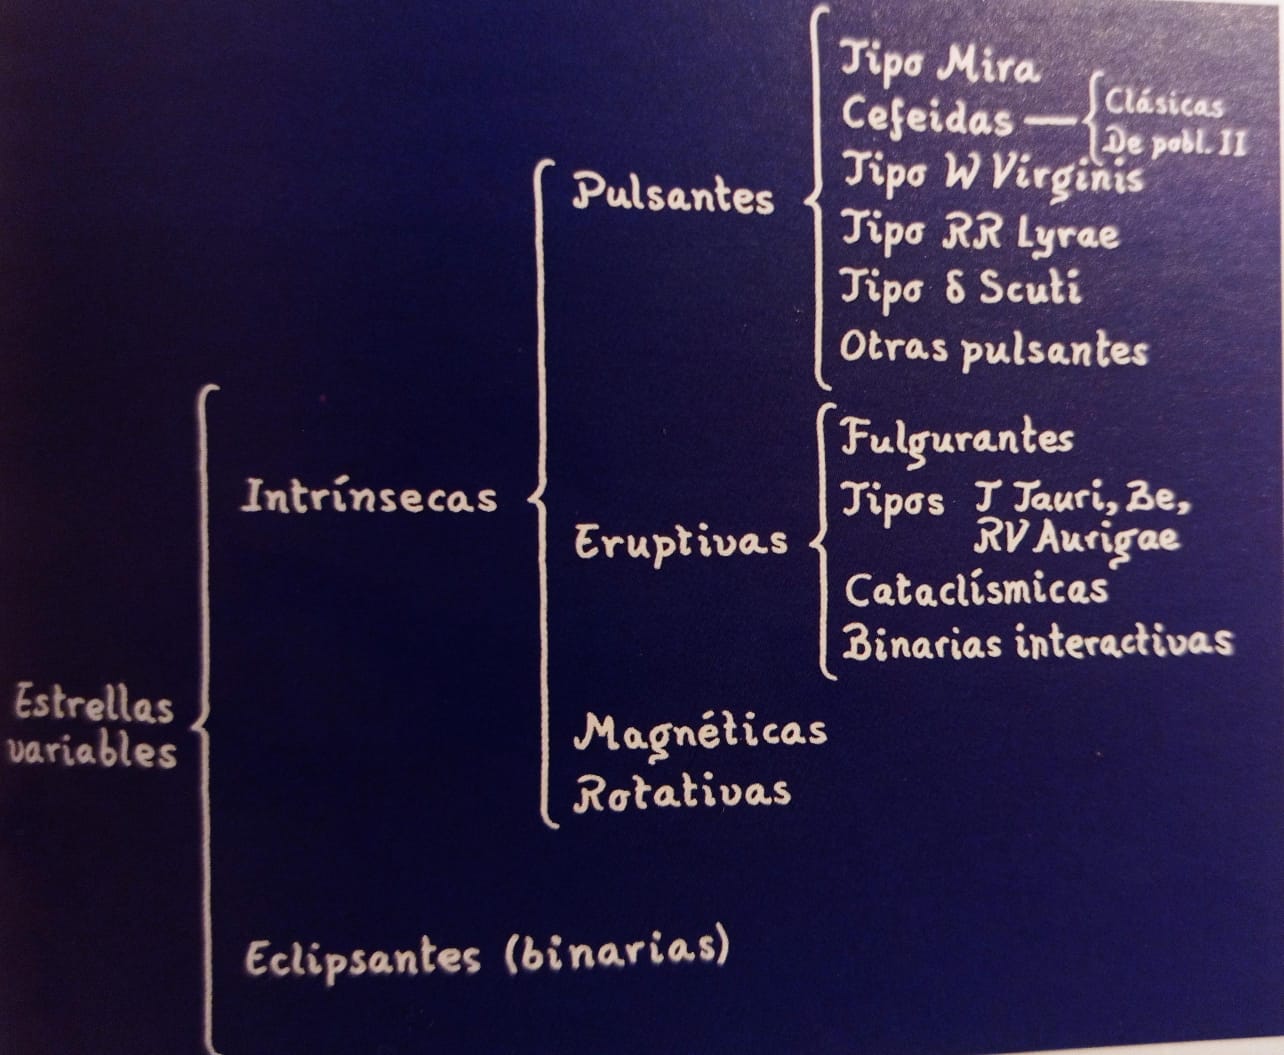 Tipo Mira
Cefeidas — Clásicas
De pobl. II
Tipo W Virginis
Pulsantes
Tipo RR Lyrae
Tipo δ Scuti
Otras pulsantes
Fulgurantes
Intrínsecas
Tipos T Tauri, Be,
RV Aurigae
Eruptivas
Cataclísmicas
Binarias interactivas
Estrellas
variables
Magnéticas
Rotativas
Eclipsantes (binarias)